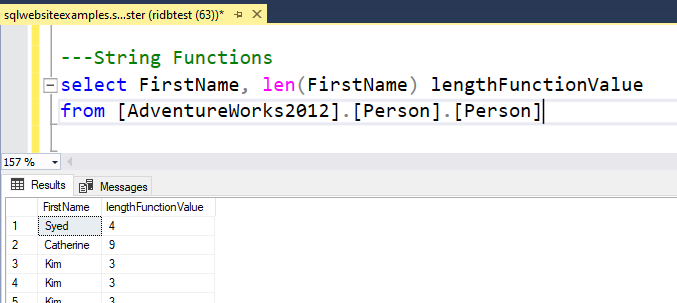 sqlwebsiteexamples.s...ster (ridbtest (63))*
---String Functions
select FirstName, len(FirstName) lengthFunctionValue
from [AdventureWorks2012].[Person].[Person]
157 %
Results Messages
FirstName lengthFunctionValue
1 Syed 4
2 Catherine 9
3 Kim 3
4 Kim 3
5 Kim 3